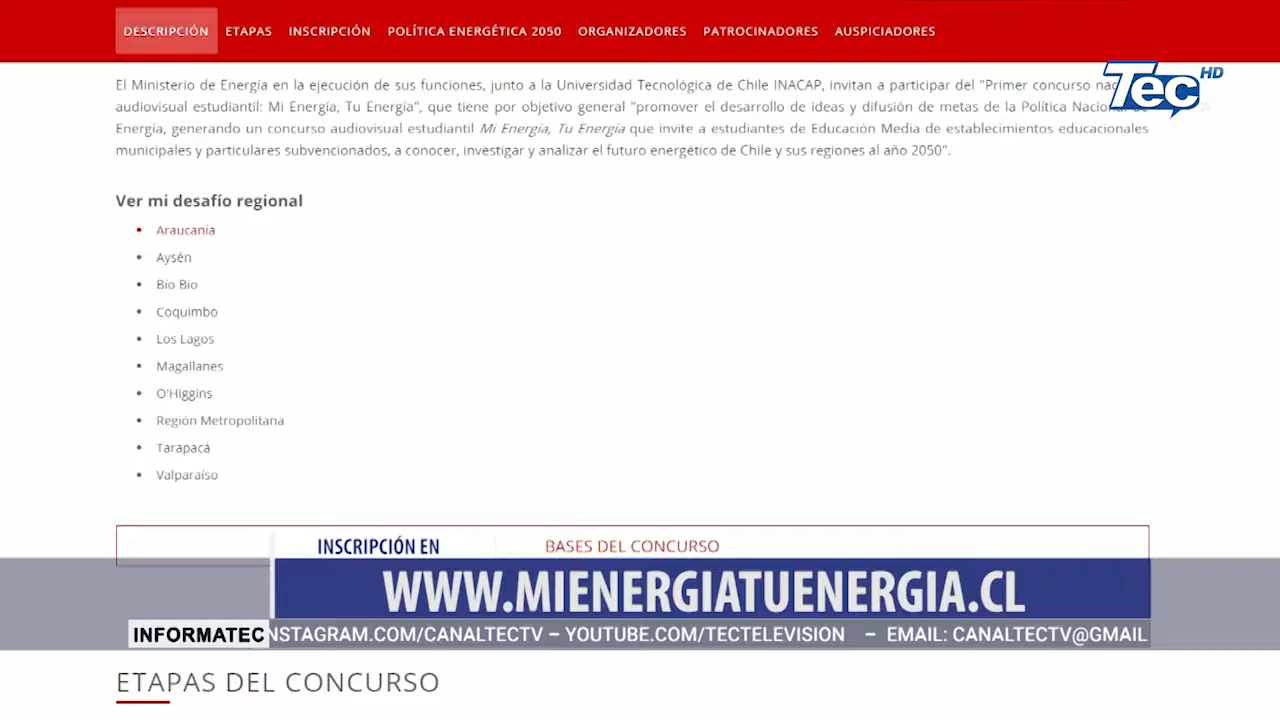 DESCRIPCIÓN ETAPAS INSCRIPCIÓN POLÍTICA ENERGÉTICA 2050 ORGANIZADORES PATROCINADORES AUSPICIADORES
Tec HD
El Ministerio de Energía en la ejecución de sus funciones, junto a la Universidad Tecnológica de Chile INACAP, invitan a participar del "Primer concurso
audiovisual estudiantil: Mi Energía, Tu Energía", que tiene por objetivo general "promover el desarrollo de ideas y difusión de metas de la Política Nacional de
Energía, generando un concurso audiovisual estudiantil Mi Energía, Tu Energía que invite a estudiantes de Educación Media de establecimientos educacionales
municipales y particulares subvencionados, a conocer, investigar y analizar el futuro energético de Chile y sus regiones al año 2050".
Ver mi desafío regional
Araucanía
Aysén
Bío Bío
Coquimbo
Los Lagos
Magallanes
O'Higgins
Región Metropolitana
Tarapacá
Valparaíso
INSCRIPCIÓN EN
BASES DEL CONCURSO
WWW.MIENERGIATUENERGIA.CL
INFORMATEC NSTAGRAM.COM/CANALTECTV – YOUTUBE.COM/TECTELEVISION – EMAIL: CANALTECTV@GMAIL
ETAPAS DEL CONCURSO